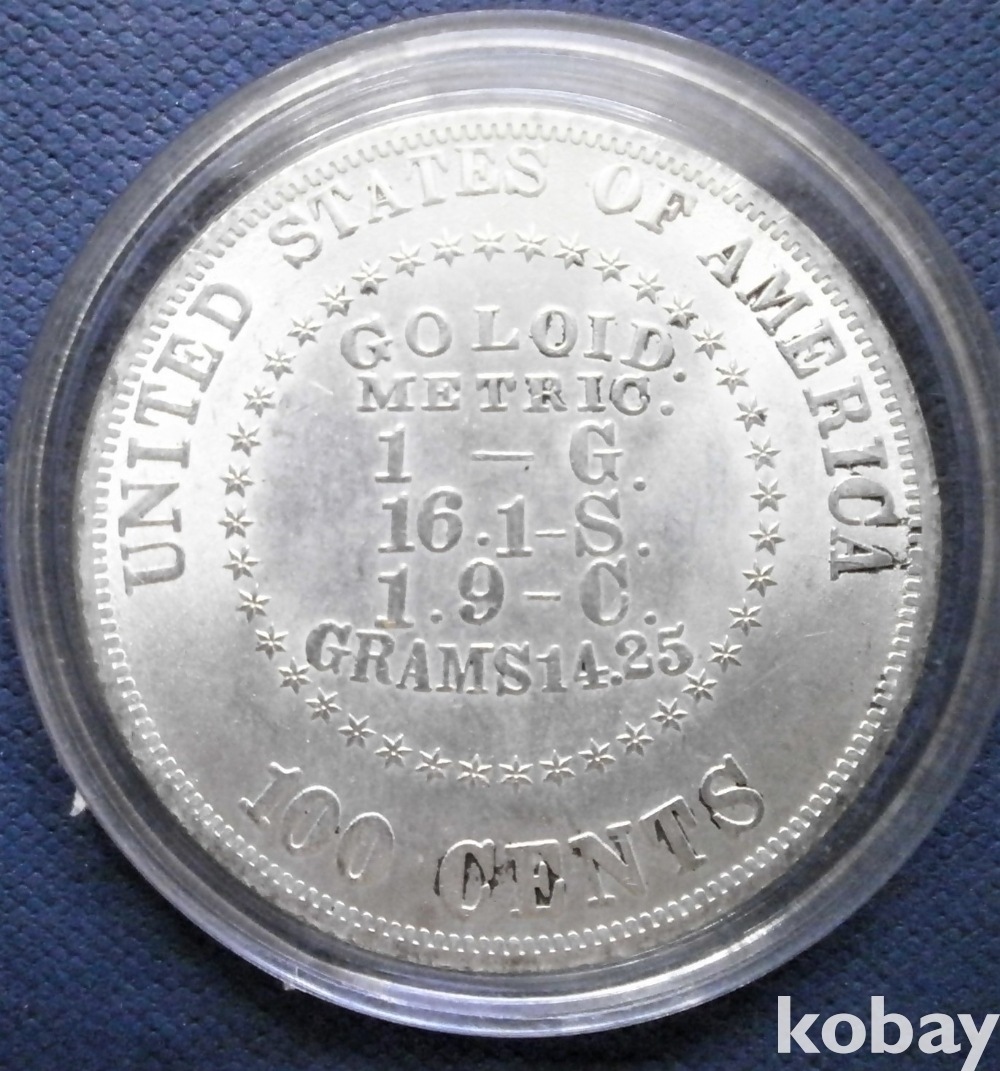 UNITED STATES OF AMERICA
GOLOID.
METRIC.
1 – G.
16.1-S.
1.9-C.
GRAMS14.25
100 CENTS
kobay